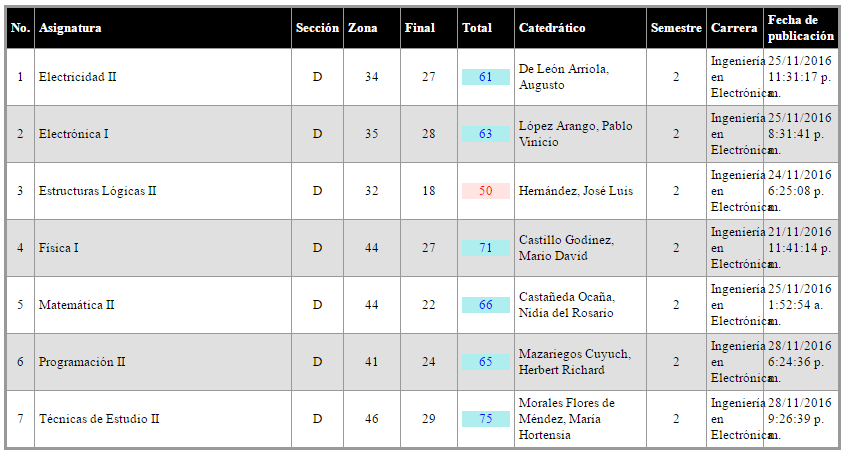 No. Asignatura Sección Zona Final Total Catedrático Semestre Carrera Fecha de publicación
1 Electricidad II D 34 27 61 De León Arriola, Augusto 2 Ingeniería en Electrónica 25/11/2016 11:31:17 p. m.
2 Electrónica I D 35 28 63 López Arango, Pablo Vinicio 2 Ingeniería en Electrónica 25/11/2016 8:31:41 p. m.
3 Estructuras Lógicas II D 32 18 50 Hernández, José Luis 2 Ingeniería en Electrónica 24/11/2016 6:25:08 p. m.
4 Física I D 44 27 71 Castillo Godinez, Mario David 2 Ingeniería en Electrónica 21/11/2016 11:41:14 p. m.
5 Matemática II D 44 22 66 Castañeda Ocaña, Nidia del Rosario 2 Ingeniería en Electrónica 25/11/2016 1:52:54 a. m.
6 Programación II D 41 24 65 Mazariegos Cuyuch, Herbert Richard 2 Ingeniería en Electrónica 28/11/2016 6:24:36 p. m.
7 Técnicas de Estudio II D 46 29 75 Morales Flores de Méndez, María Hortensia 2 Ingeniería en Electrónica 28/11/2016 9:26:39 p. m.